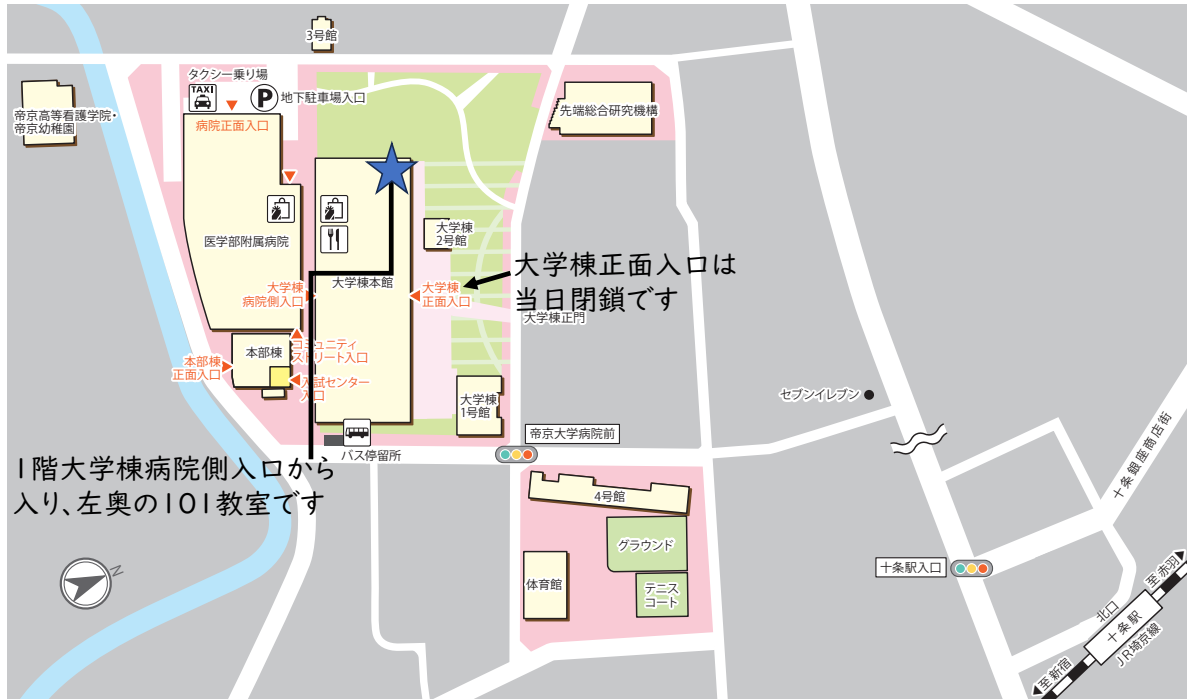 3号館
タクシー乗り場
TAXI
P
地下駐車場入口
帝京高等看護学院・
帝京幼稚園
病院正面入口
先端総合研究機構
医学部附属病院
大学棟
2号館
大学棟正面入口は
当日閉鎖です
大学棟
病院側入口
大学棟本館
大学棟
正面入口
大学棟正門
コミュニティ
ストリート入口
本部棟
本部棟
正面入口
入試センター
入口
大学棟
1号館
セブンイレブン
バス停留所
帝京大学病院前
十条銀座商店街
1階大学棟病院側入口から
入り、左奥の101教室です
4号館
グラウンド
体育館
テニス
コート
十条駅入口
N
至赤羽
北口
十条駅
JR埼京線
至新宿